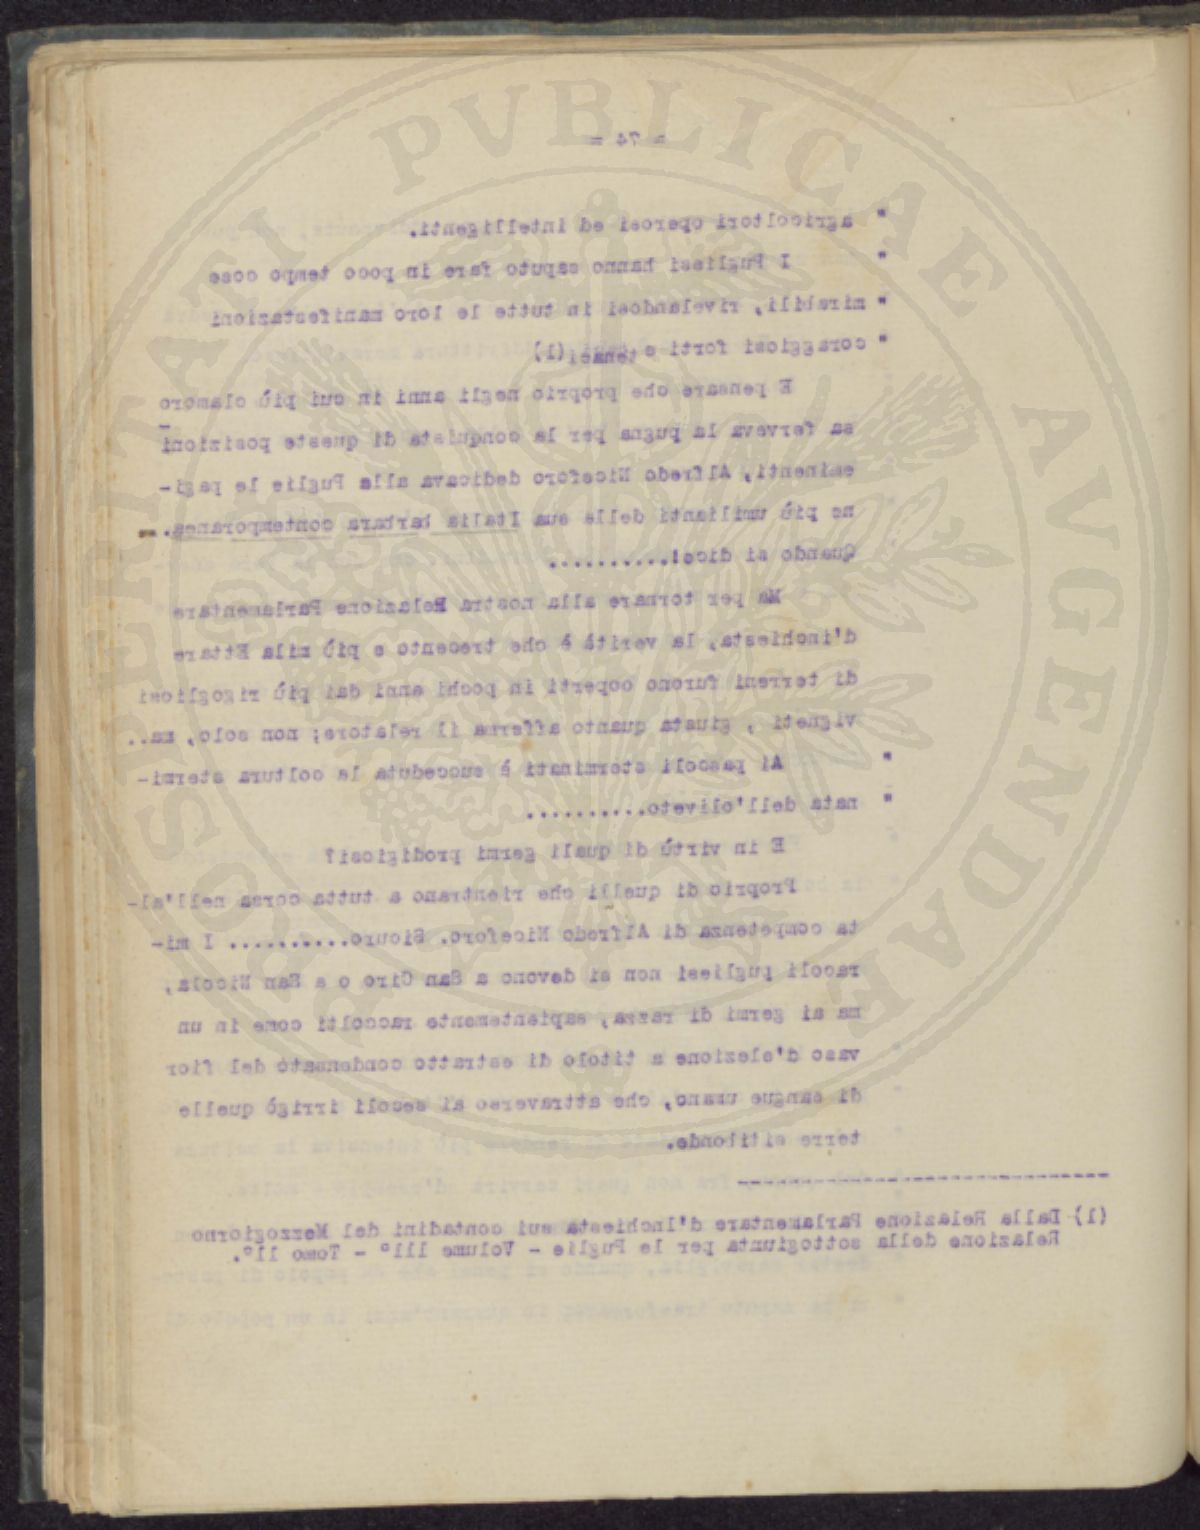 = 74 =
" agricoltori operosi ed intelligenti.
" I Pugliesi hanno saputo fare in poco tempo cose
" mirabili, rivelandosi in tutte le loro manifestazioni
" coraggiosi forti e tenaci(1)
E pensare che proprio negli anni in cui più clamoro
sa ferveva la pugna per la conquista di queste posizioni
eminenti, Alfredo Niceforo dedicava alla Puglie le pagi-
ne più umilianti della sua Italia barbara contemporanea...
Quando si dice!..........
Ma per tornare alla nostra Relazione Parlamentare
d'inchiesta, la verità è che trecento e più mila Ettare
di terreni furono coperti in pochi anni dai più rigogliosi
vigneti , giusta quanto afferma il relatore; non solo, ma..
" Ai pascoli sterminati è succeduta la coltura stermi-
" nata dell'oliveto..........
E in virtù di quali germi prodigiosi?
Proprio di quelli che rientrano a tutta corsa nell'al-
ta competenza di Alfredo Niceforo. Sicuro.......... I mi-
racoli pugliesi non si devono a San Ciro o a San Nicola,
ma ai germi di razza, sapientemente raccolti come in un
vaso d'elezione a titolo di estratto condensato del fior
di sangue umano, che attraverso ai secoli irrigò quelle
terre sitibonde.
(1) Dalla Relazione Parlamentare d'Inchiesta sui contadini del Mezzogiorno
Relazione della sottogiunta per le Puglie - Volume 111° - Tomo 11°.
PROSPERITATI PVBLICAE AVGENDAE